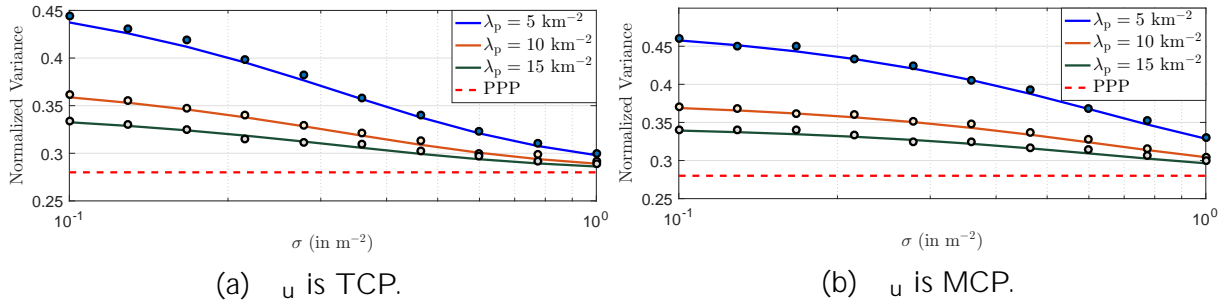 0.45
0.35
0.3
0.25
Normalized Variance
10⁻¹
10⁰
σ (in m⁻²)
λₚ = 5 km⁻²
λₚ = 10 km⁻²
λₚ = 15 km⁻²
PPP
(a) ᵤ is TCP.
0.45
0.4
0.35
0.3
0.25
Normalized Variance
10⁻¹
10⁰
σ (in m⁻²)
λₚ = 5 km⁻²
λₚ = 10 km⁻²
λₚ = 15 km⁻²
PPP
(b) ᵤ is MCP.